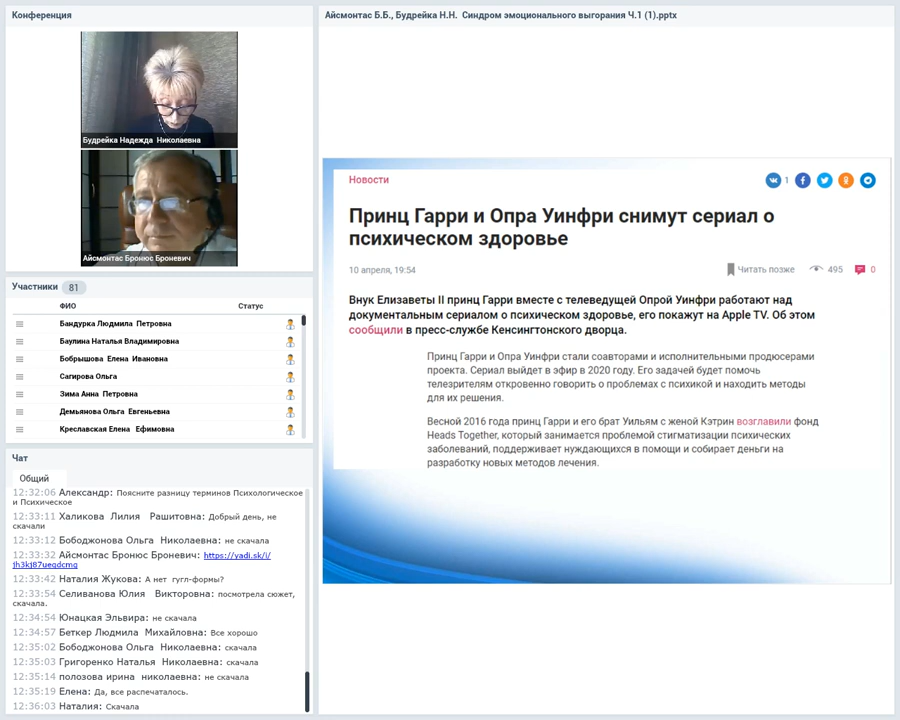 Конференция
Будрейка Надежда Николаевна
Айсмонтас Бронюс Броневич
Участники 81
ФИО Статус
Бандурка Людмила Петровна
Баулина Наталья Владимировна
Бобрышова Елена Ивановна
Сагирова Ольга
Зима Анна Петровна
Демьянова Ольга Евгеньевна
Креславская Елена Ефимовна
Чат
Общий
12:32:06 Александр: Поясните разницу терминов Психологическое
и Психическое
12:33:11 Халикова Лилия Рашитовна: Добрый день, не
скачали
12:33:12 Бободжонова Ольга Николаевна: не скачала
12:33:32 Айсмонтас Бронюс Броневич: https://yadi.sk/i/
jh3kj87ueqdcmg
12:33:42 Наталия Жукова: А нет гугл-формы?
12:33:54 Селиванова Юлия Викторовна: посмотрела сюжет,
скачала.
12:34:54 Юнацкая Эльвира: не скачала
12:34:57 Беткер Людмила Михайловна: Все хорошо
12:35:02 Бободжонова Ольга Николаевна: скачала
12:35:03 Григоренко Наталья Николаевна: скачала
12:35:14 полозова ирина николаевна: не скачала
12:35:19 Елена: Да, все распечаталось.
12:36:03 Наталия: Скачала
Айсмонтас Б.Б., Будрейка Н.Н. Синдром эмоционального выгорания Ч.1 (1).pptx
Новости
1
Принц Гарри и Опра Уинфри снимут сериал о
психическом здоровье
10 апреля, 19:54 Читать позже 495 0
Внук Елизаветы II принц Гарри вместе с телеведущей Опрой Уинфри работают над
документальным сериалом о психическом здоровье, его покажут на Apple TV. Об этом
сообщили в пресс-службе Кенсингтонского дворца.
Принц Гарри и Опра Уинфри стали соавторами и исполнительными продюсерами
проекта. Сериал выйдет в эфир в 2020 году. Его задачей будет помочь
телезрителям откровенно говорить о проблемах с психикой и находить методы
для их решения.
Весной 2016 года принц Гарри и его брат Уильям с женой Кэтрин возглавили фонд
Heads Together, который занимается проблемой стигматизации психических
заболеваний, поддерживает нуждающихся в помощи и собирает деньги на
разработку новых методов лечения.